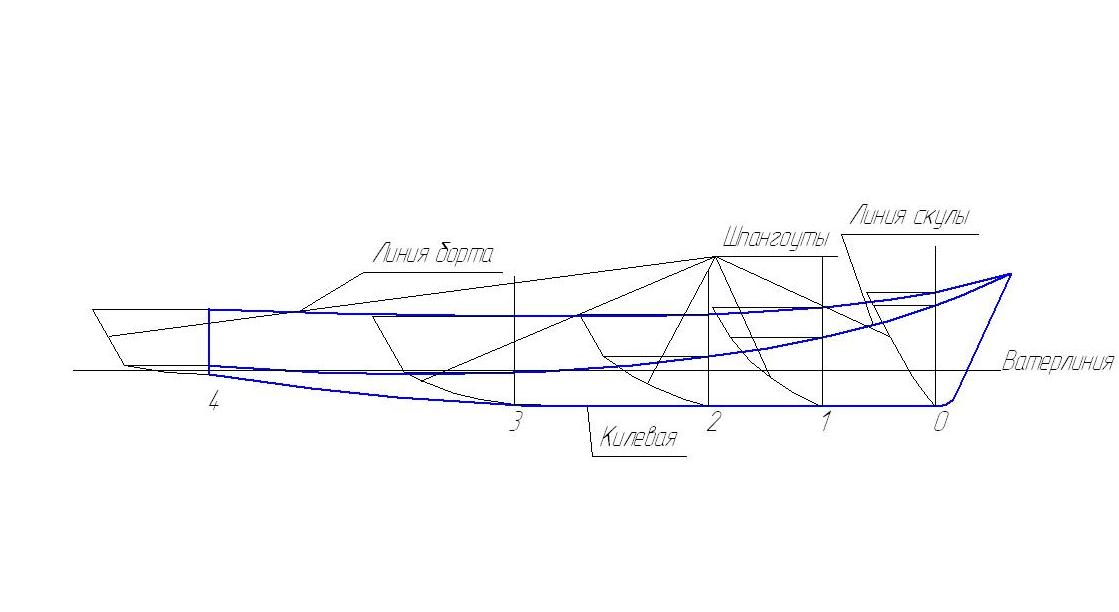 Линия скулы
Шпангоуты
Линия борта
Ватерлиния
4
3
2
1
0
Килевая